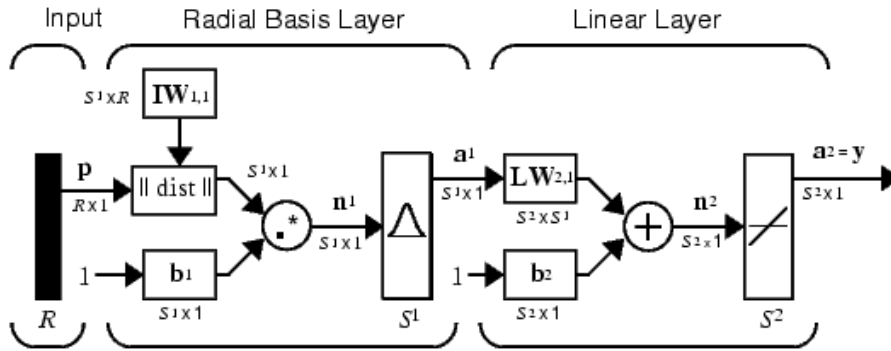 Input Radial Basis Layer Linear Layer
S¹xR IW1,1
p || dist || S¹x1 a¹ LW2,1 a2 = y
Rx1 n¹ S¹x1 S²xS¹ n² S²x1
.* S¹x1 + S²x1
1 b1 1 b2
S¹x1 S²x1
R S¹ S²